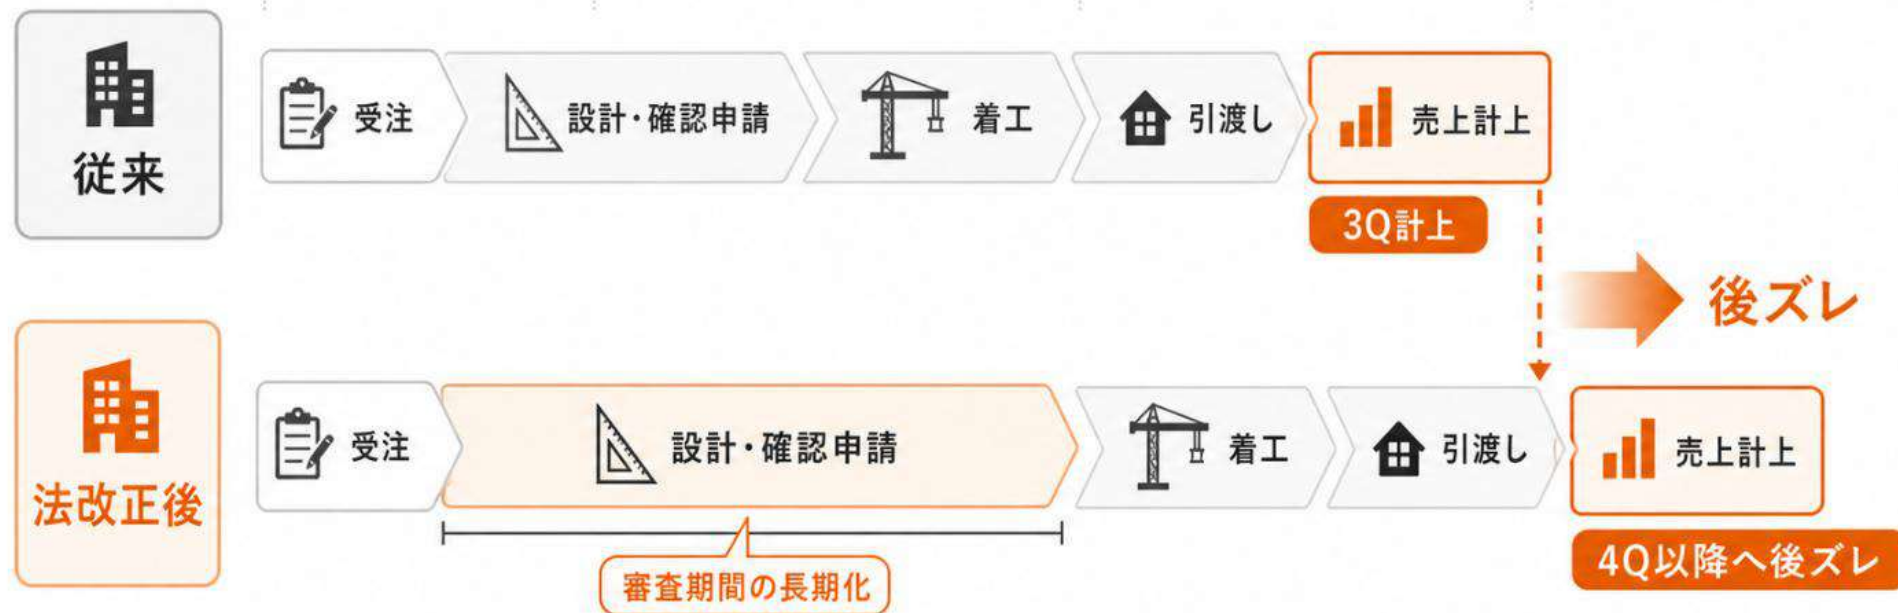 従来
受注
設計・確認申請
着工
引渡し
売上計上
3Q計上
後ズレ
法改正後
受注
設計・確認申請
着工
引渡し
売上計上
審査期間の長期化
4Q以降へ後ズレ